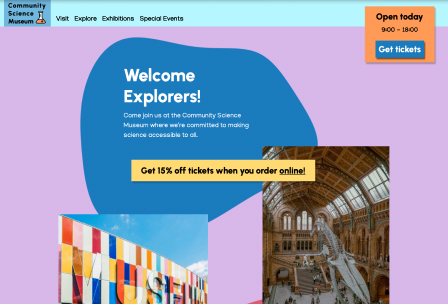 Community
Science
Museum
Visit Explore Exhibitions Special Events
Open today
9:00 – 18:00
Get tickets
Welcome
Explorers!
Come join us at the Community Science
Museum where we're committed to making
science accessible to all.
Get 15% off tickets when you order online!
MUSEUM